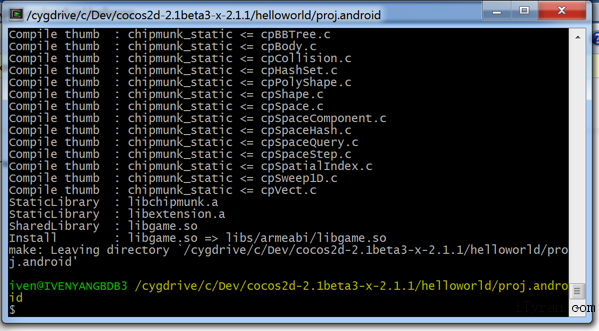 /cygdrive/c/Dev/cocos2d-2.1beta3-x-2.1.1/helloworld/proj.android
Compile thumb : chipmunk_static <= cpBBTree.c
Compile thumb : chipmunk_static <= cpBody.c
Compile thumb : chipmunk_static <= cpCollision.c
Compile thumb : chipmunk_static <= cpHashSet.c
Compile thumb : chipmunk_static <= cpPolyShape.c
Compile thumb : chipmunk_static <= cpShape.c
Compile thumb : chipmunk_static <= cpSpace.c
Compile thumb : chipmunk_static <= cpSpaceComponent.c
Compile thumb : chipmunk_static <= cpSpaceHash.c
Compile thumb : chipmunk_static <= cpSpaceQuery.c
Compile thumb : chipmunk_static <= cpSpaceStep.c
Compile thumb : chipmunk_static <= cpSpatialIndex.c
Compile thumb : chipmunk_static <= cpSweep1D.c
Compile thumb : chipmunk_static <= cpVect.c
StaticLibrary : libchipmunk.a
StaticLibrary : libextension.a
SharedLibrary : libgame.so
Install : libgame.so => libs/armeabi/libgame.so
make: Leaving directory `/cygdrive/c/Dev/cocos2d-2.1beta3-x-2.1.1/helloworld/pro
j.android'
iven@IVENYANGBDB3 /cygdrive/c/Dev/cocos2d-2.1beta3-x-2.1.1/helloworld/proj.andro
id
$